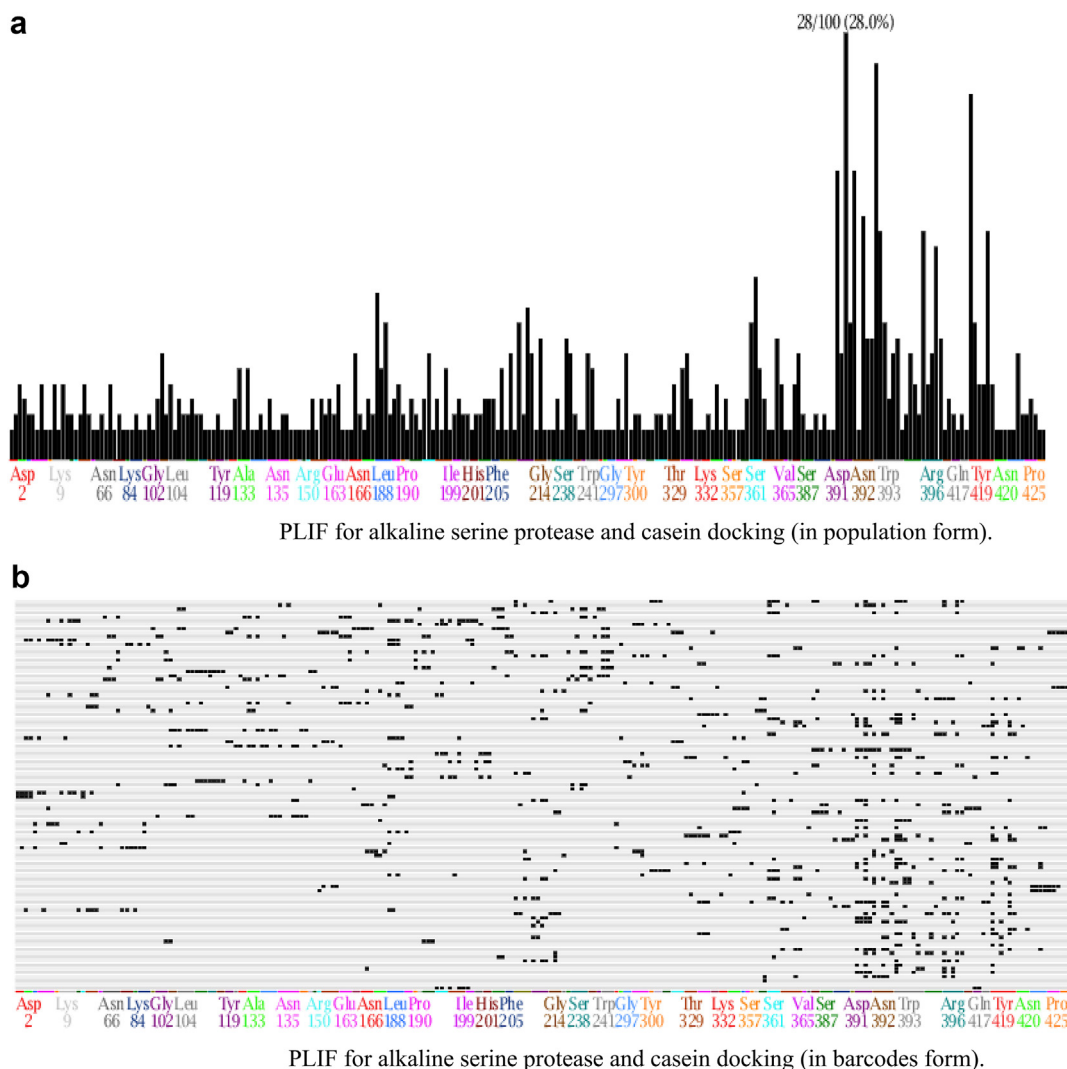 a
28/100 (28.0%)
Asp Lys Asn Lys Gly Leu Tyr Ala Asn Arg Glu Asn Leu Pro Ile His Phe Gly Ser Trp Gly Tyr Thr Lys Ser Ser Val Ser Asp Asn Trp Arg Gln Tyr Asn Pro
2 9 66 84 102 104 119 133 135 150 163 166 188 190 199 201 205 214 238 241 297 300 329 332 357 361 365 387 391 392 393 396 417 419 420 425
PLIF for alkaline serine protease and casein docking (in population form).
b
Asp Lys Asn Lys Gly Leu Tyr Ala Asn Arg Glu Asn Leu Pro Ile His Phe Gly Ser Trp Gly Tyr Thr Lys Ser Ser Val Ser Asp Asn Trp Arg Gln Tyr Asn Pro
2 9 66 84 102 104 119 133 135 150 163 166 188 190 199 201 205 214 238 241 297 300 329 332 357 361 365 387 391 392 393 396 417 419 420 425
PLIF for alkaline serine protease and casein docking (in barcodes form).